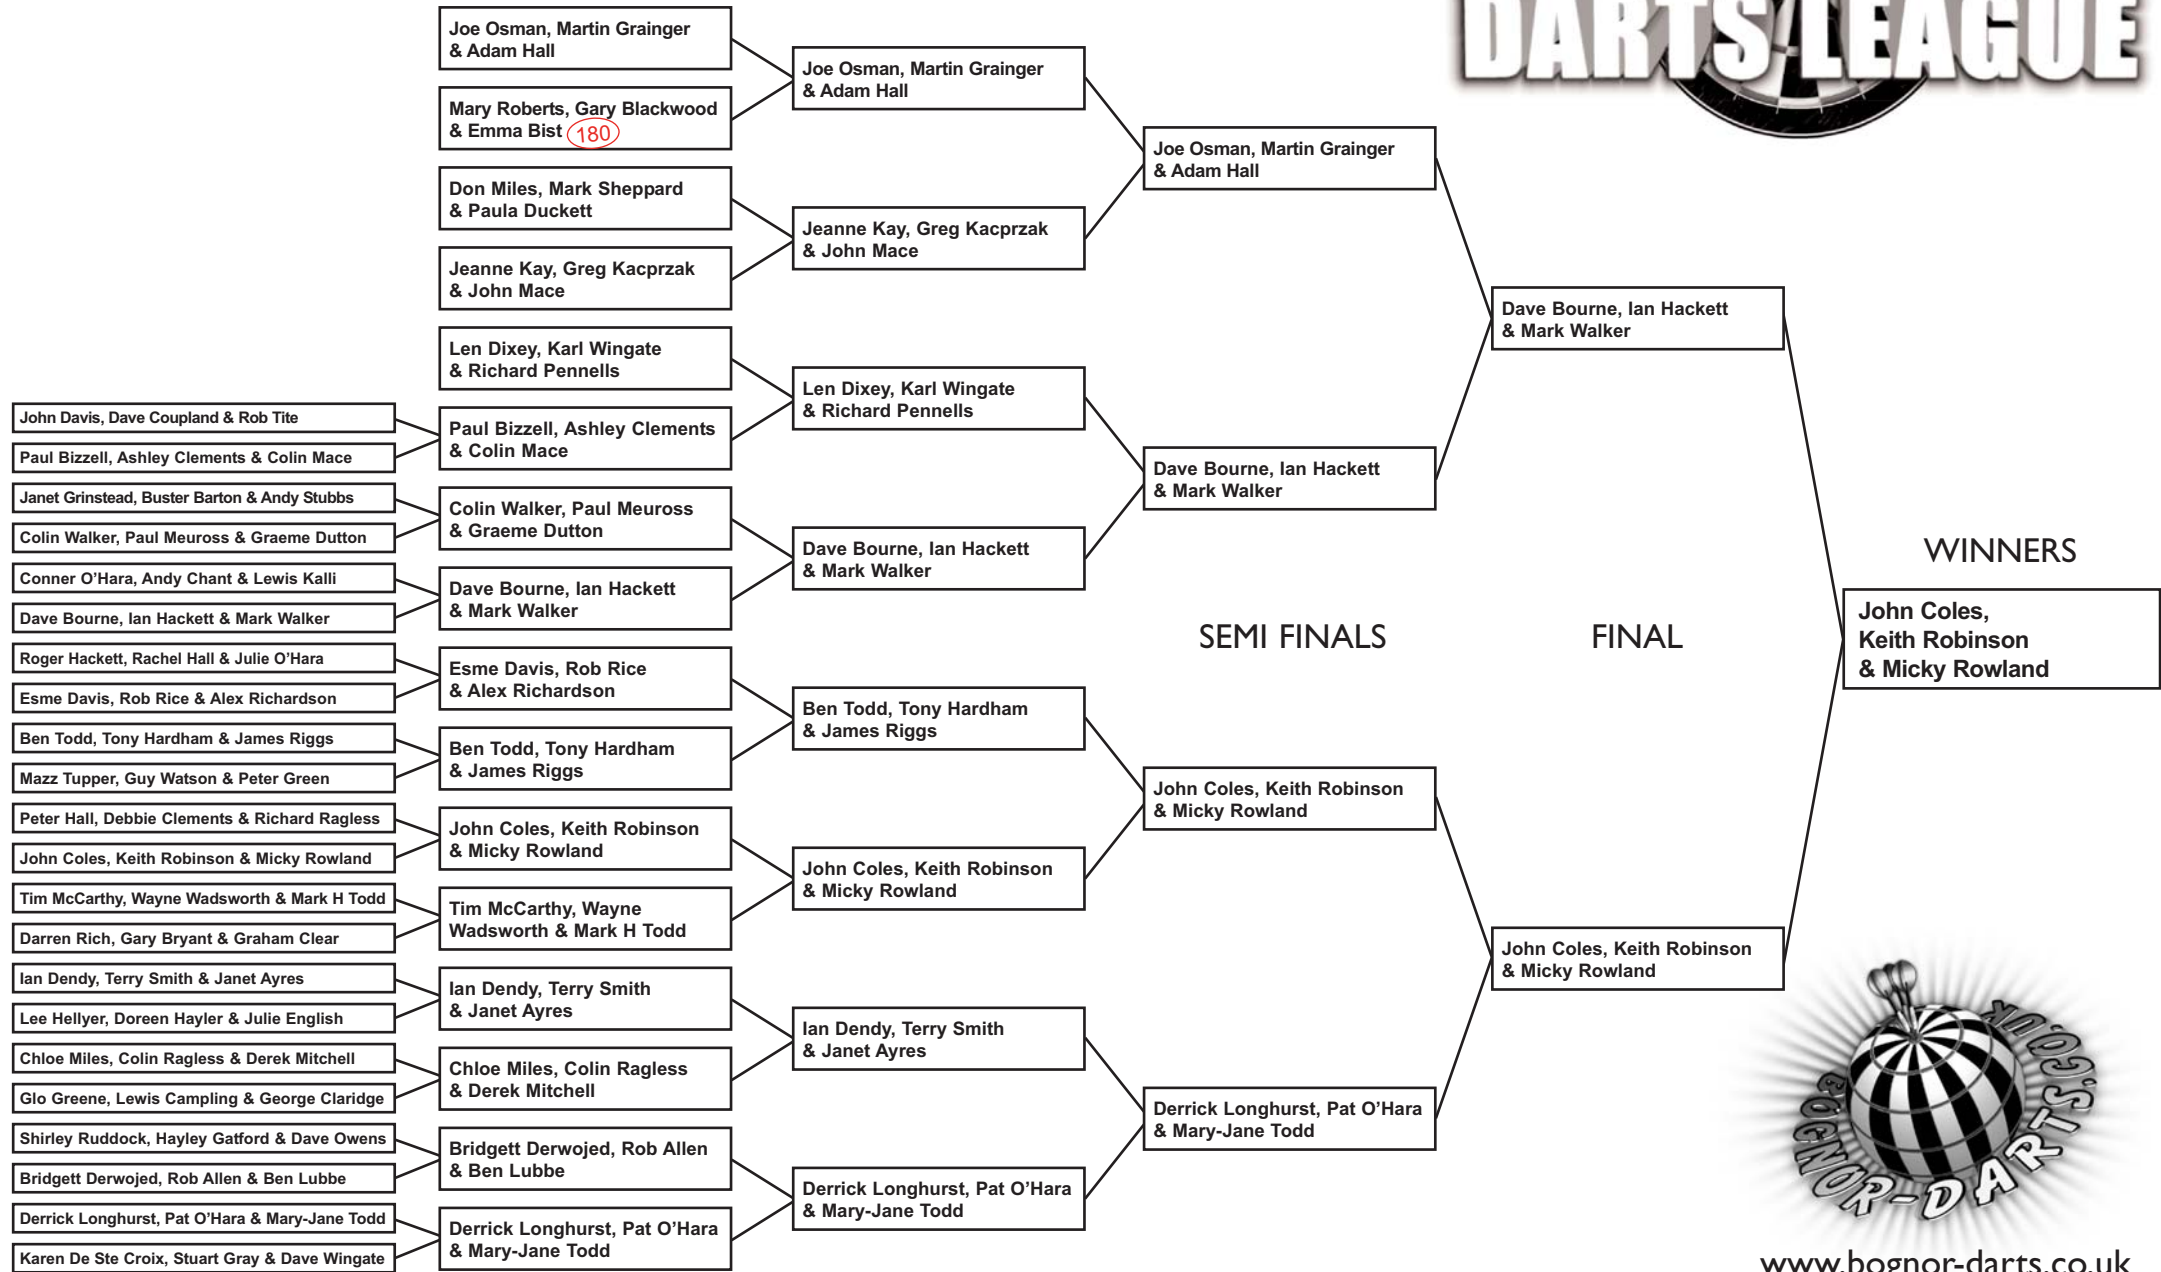 DARTS LEAGUE
John Davis, Dave Coupland & Rob Tite
Paul Bizzell, Ashley Clements & Colin Mace
Janet Grinstead, Buster Barton & Andy Stubbs
Colin Walker, Paul Meuross & Graeme Dutton
Conner O’Hara, Andy Chant & Lewis Kalli
Dave Bourne, Ian Hackett & Mark Walker
Roger Hackett, Rachel Hall & Julie O’Hara
Esme Davis, Rob Rice & Alex Richardson
Ben Todd, Tony Hardham & James Riggs
Mazz Tupper, Guy Watson & Peter Green
Peter Hall, Debbie Clements & Richard Ragless
John Coles, Keith Robinson & Micky Rowland
Tim McCarthy, Wayne Wadsworth & Mark H Todd
Darren Rich, Gary Bryant & Graham Clear
Ian Dendy, Terry Smith & Janet Ayres
Lee Hellyer, Doreen Hayler & Julie English
Chloe Miles, Colin Ragless & Derek Mitchell
Glo Greene, Lewis Campling & George Claridge
Shirley Ruddock, Hayley Gatford & Dave Owens
Bridgett Derwojed, Rob Allen & Ben Lubbe
Derrick Longhurst, Pat O’Hara & Mary-Jane Todd
Karen De Ste Croix, Stuart Gray & Dave Wingate
Joe Osman, Martin Grainger
& Adam Hall
Mary Roberts, Gary Blackwood
& Emma Bist 180
Don Miles, Mark Sheppard
& Paula Duckett
Jeanne Kay, Greg Kacprzak
& John Mace
Len Dixey, Karl Wingate
& Richard Pennells
Paul Bizzell, Ashley Clements
& Colin Mace
Colin Walker, Paul Meuross
& Graeme Dutton
Dave Bourne, Ian Hackett
& Mark Walker
Esme Davis, Rob Rice
& Alex Richardson
Ben Todd, Tony Hardham
& James Riggs
John Coles, Keith Robinson
& Micky Rowland
Tim McCarthy, Wayne
Wadsworth & Mark H Todd
Ian Dendy, Terry Smith
& Janet Ayres
Chloe Miles, Colin Ragless
& Derek Mitchell
Bridgett Derwojed, Rob Allen
& Ben Lubbe
Derrick Longhurst, Pat O’Hara
& Mary-Jane Todd
Joe Osman, Martin Grainger
& Adam Hall
Jeanne Kay, Greg Kacprzak
& John Mace
Len Dixey, Karl Wingate
& Richard Pennells
Dave Bourne, Ian Hackett
& Mark Walker
Ben Todd, Tony Hardham
& James Riggs
John Coles, Keith Robinson
& Micky Rowland
Ian Dendy, Terry Smith
& Janet Ayres
Derrick Longhurst, Pat O’Hara
& Mary-Jane Todd
Joe Osman, Martin Grainger
& Adam Hall
Dave Bourne, Ian Hackett
& Mark Walker
SEMI FINALS
John Coles, Keith Robinson
& Micky Rowland
Derrick Longhurst, Pat O’Hara
& Mary-Jane Todd
Dave Bourne, Ian Hackett
& Mark Walker
FINAL
John Coles, Keith Robinson
& Micky Rowland
WINNERS
John Coles,
Keith Robinson
& Micky Rowland
BOGNOR-DARTS.CO.UK
www.bognor-darts.co.uk